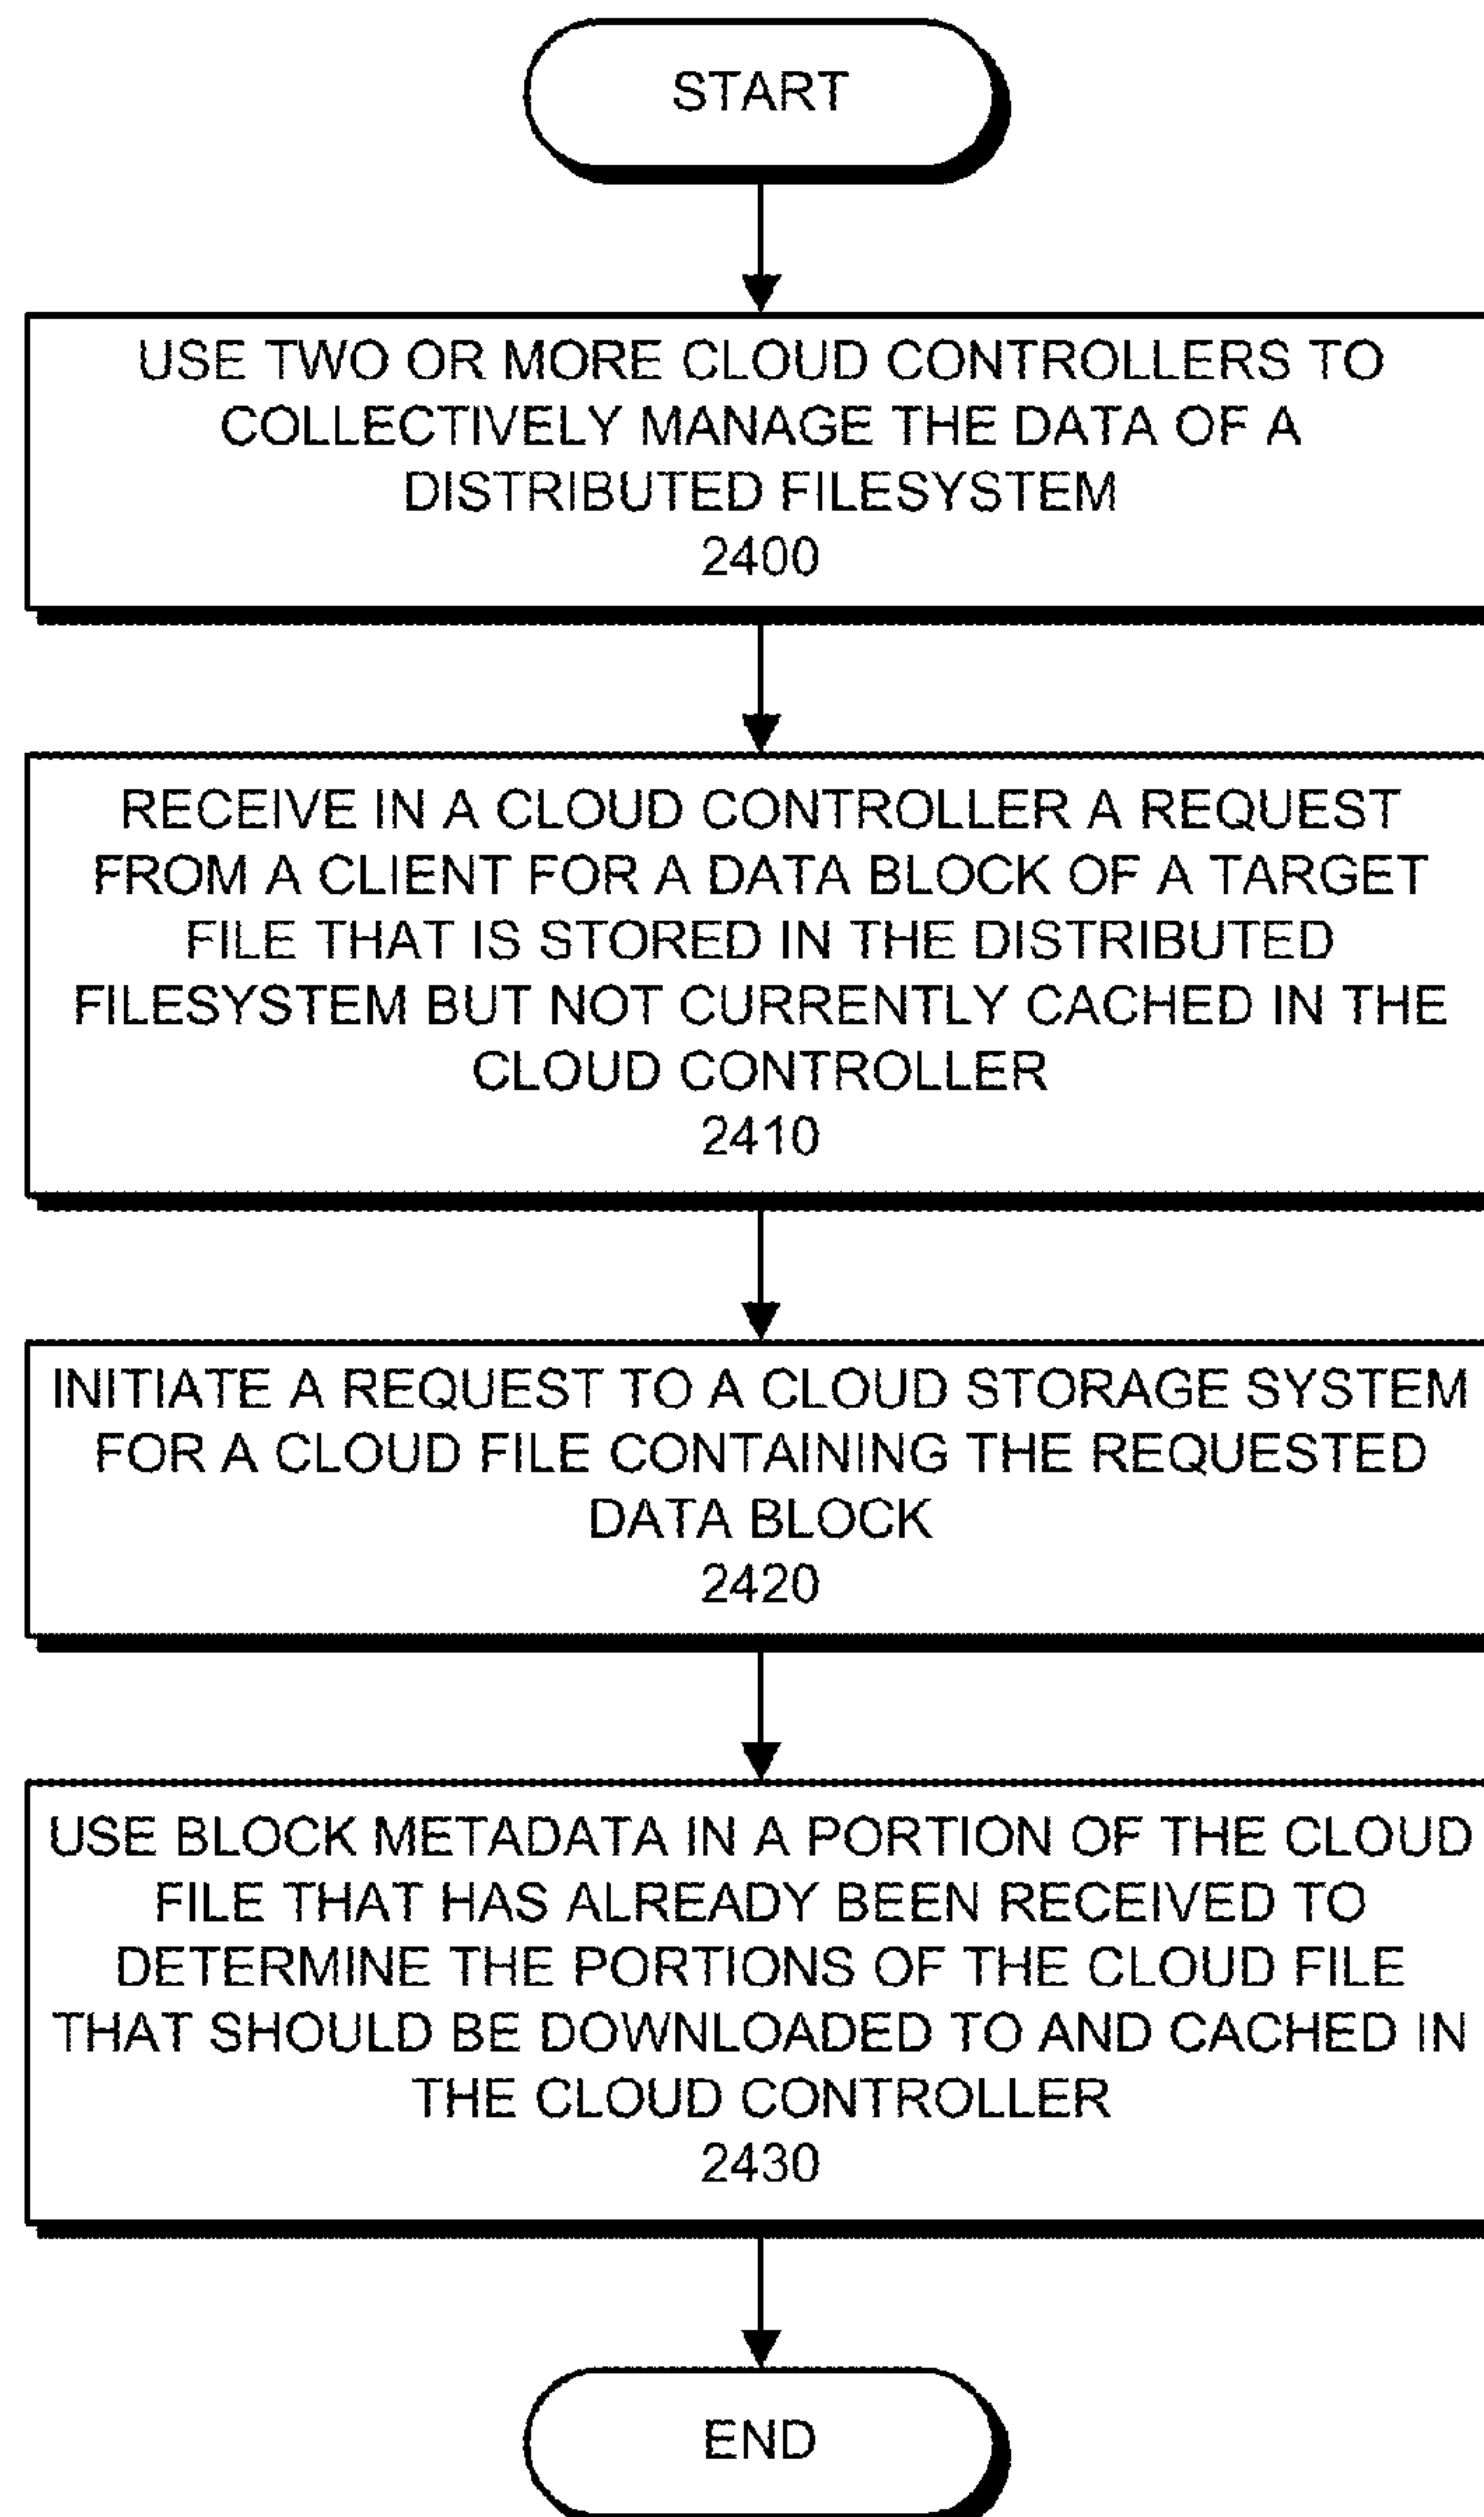 START
USE TWO OR MORE CLOUD CONTROLLERS TO
COLLECTIVELY MANAGE THE DATA OF A
DISTRIBUTED FILESYSTEM
2400
RECEIVE IN A CLOUD CONTROLLER A REQUEST
FROM A CLIENT FOR A DATA BLOCK OF A TARGET
FILE THAT IS STORED IN THE DISTRIBUTED
FILESYSTEM BUT NOT CURRENTLY CACHED IN THE
CLOUD CONTROLLER
2410
INITIATE A REQUEST TO A CLOUD STORAGE SYSTEM
FOR A CLOUD FILE CONTAINING THE REQUESTED
DATA BLOCK
2420
USE BLOCK METADATA IN A PORTION OF THE CLOUD
FILE THAT HAS ALREADY BEEN RECEIVED TO
DETERMINE THE PORTIONS OF THE CLOUD FILE
THAT SHOULD BE DOWNLOADED TO AND CACHED IN
THE CLOUD CONTROLLER
2430
END